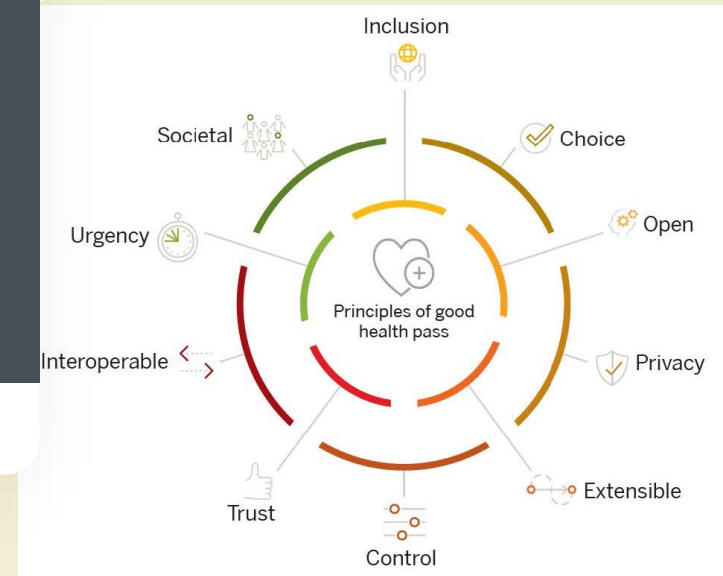 Inclusion
Societal
Choice
Urgency
Open
Principles of good
health pass
Interoperable
Privacy
Extensible
Trust
Control